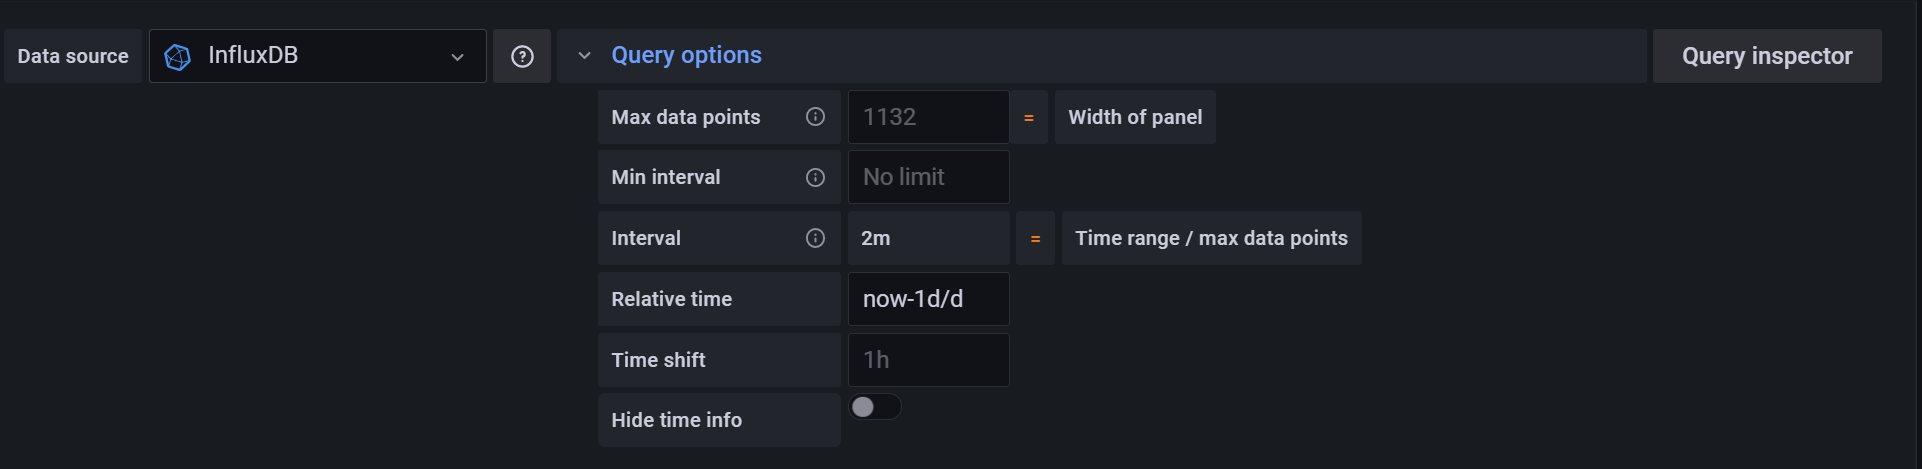 Data source InfluxDB ? Query options Query inspector
Max data points 1132 = Width of panel
Min interval No limit
Interval 2m = Time range / max data points
Relative time now-1d/d
Time shift 1h
Hide time info